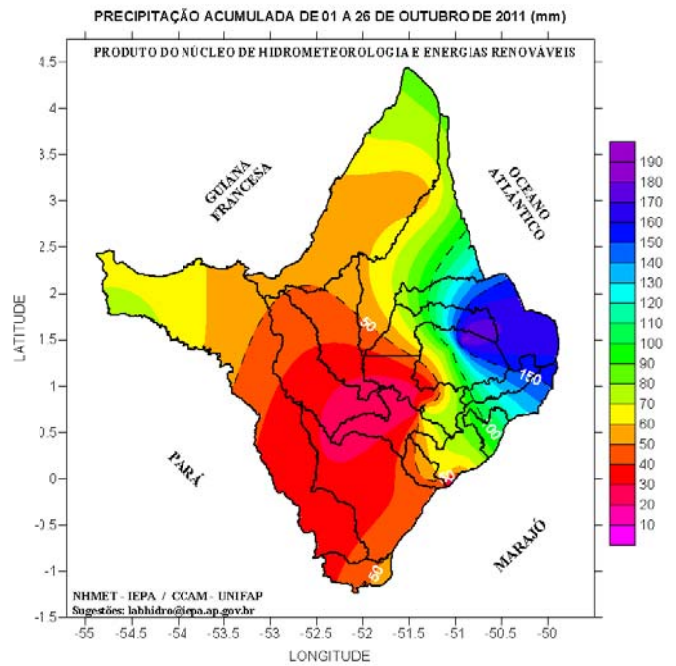 PRECIPITAÇÃO ACUMULADA DE 01 A 26 DE OUTUBRO DE 2011 (mm)
PRODUTO DO NÚCLEO DE HIDROMETEOROLOGIA E ENERGIAS RENOVÁVEIS
4.5
4
3.5
3
2.5
2
1.5
1
0.5
0
-0.5
-1
-1.5
LATITUDE
GUIANA
FRANCESA
OCEANO
ATLÂNTICO
PARÁ
MARAJÓ
50
150
100
50
50
190
180
170
160
150
140
130
120
110
100
90
80
70
60
50
40
30
20
10
NHMET - IEPA / CCAM - UNIFAP
Sugestões: labhidro@iepa.ap.gov.br
-55 -54.5 -54 -53.5 -53 -52.5 -52 -51.5 -51 -50.5 -50
LONGITUDE